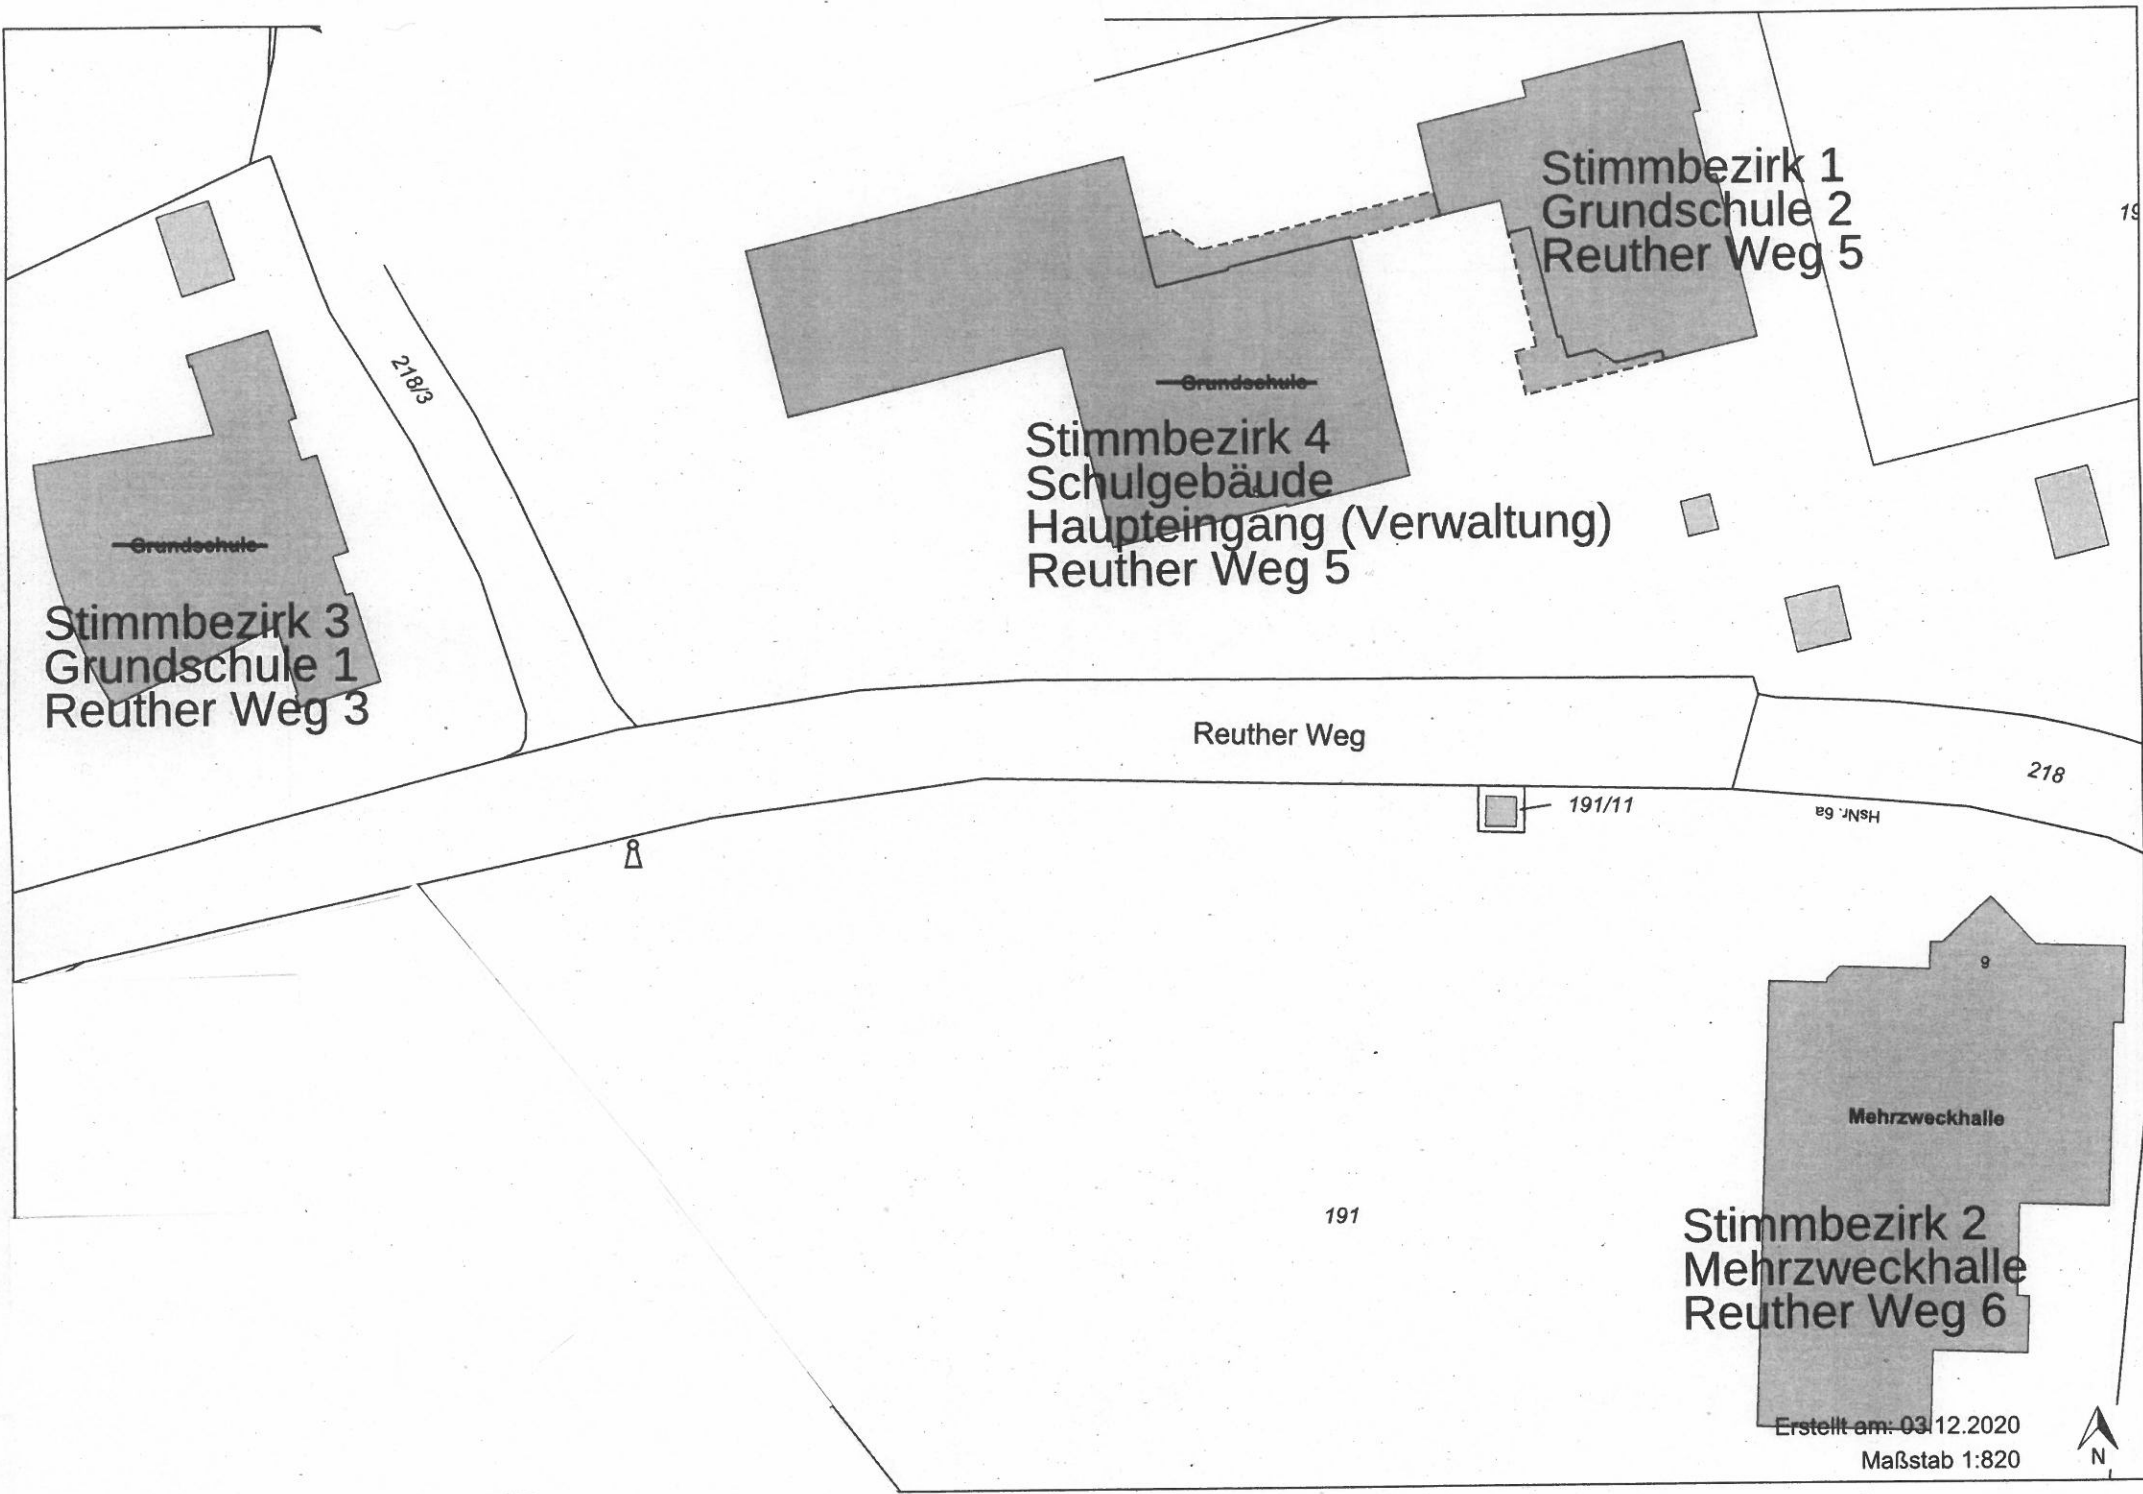 Stimmbezirk 1
Grundschule 2
Reuther Weg 5
19
218/3
Grundschule
Stimmbezirk 4
Schulgebäude
Haupteingang (Verwaltung)
Reuther Weg 5
Grundschule
Stimmbezirk 3
Grundschule 1
Reuther Weg 3
Reuther Weg
218
191/11
HsNr. 6a
6
Mehrzweckhalle
191
Stimmbezirk 2
Mehrzweckhalle
Reuther Weg 6
Erstellt am: 03.12.2020
Maßstab 1:820
N